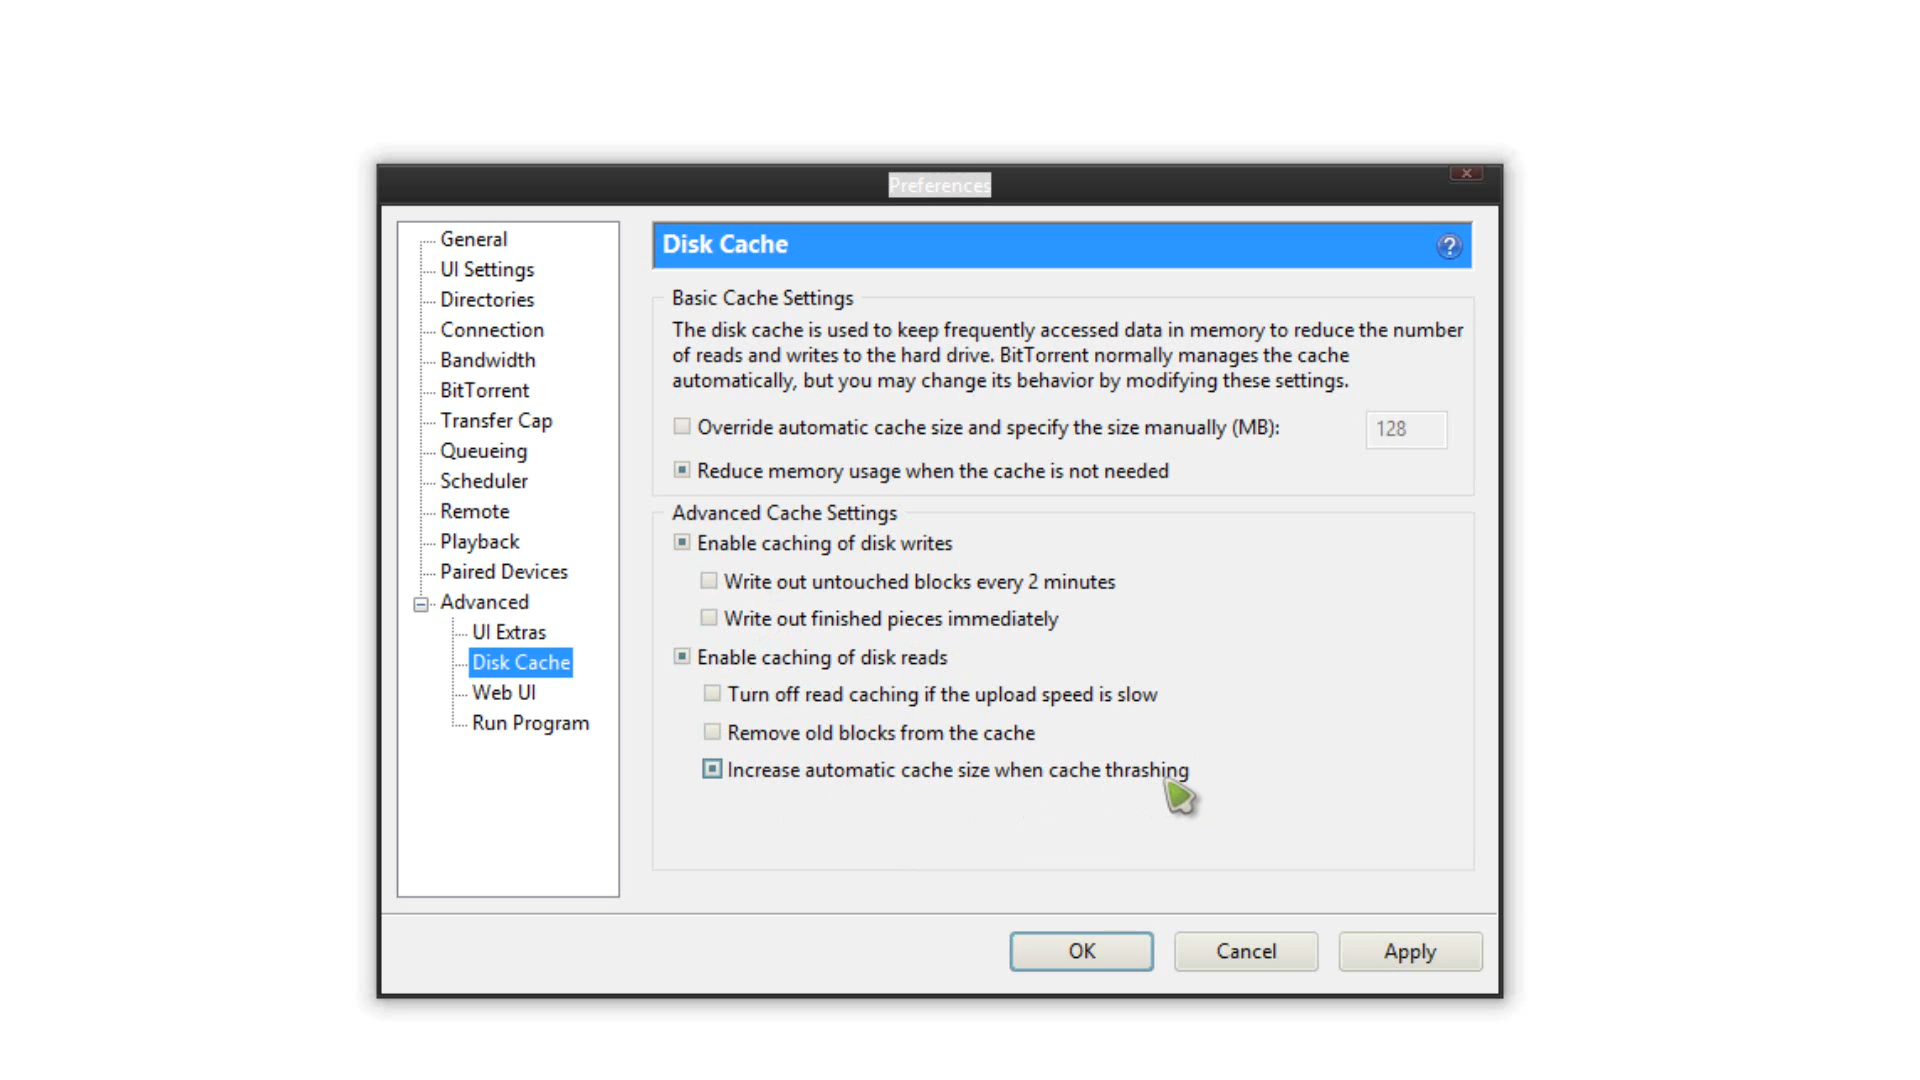 Preferences
General
UI Settings
Directories
Connection
Bandwidth
BitTorrent
Transfer Cap
Queueing
Scheduler
Remote
Playback
Paired Devices
Advanced
UI Extras
Disk Cache
Web UI
Run Program
Disk Cache
Basic Cache Settings
The disk cache is used to keep frequently accessed data in memory to reduce the number
of reads and writes to the hard drive. BitTorrent normally manages the cache
automatically, but you may change its behavior by modifying these settings.
Override automatic cache size and specify the size manually (MB): 128
Reduce memory usage when the cache is not needed
Advanced Cache Settings
Enable caching of disk writes
Write out untouched blocks every 2 minutes
Write out finished pieces immediately
Enable caching of disk reads
Turn off read caching if the upload speed is slow
Remove old blocks from the cache
Increase automatic cache size when cache thrashing
OK Cancel Apply